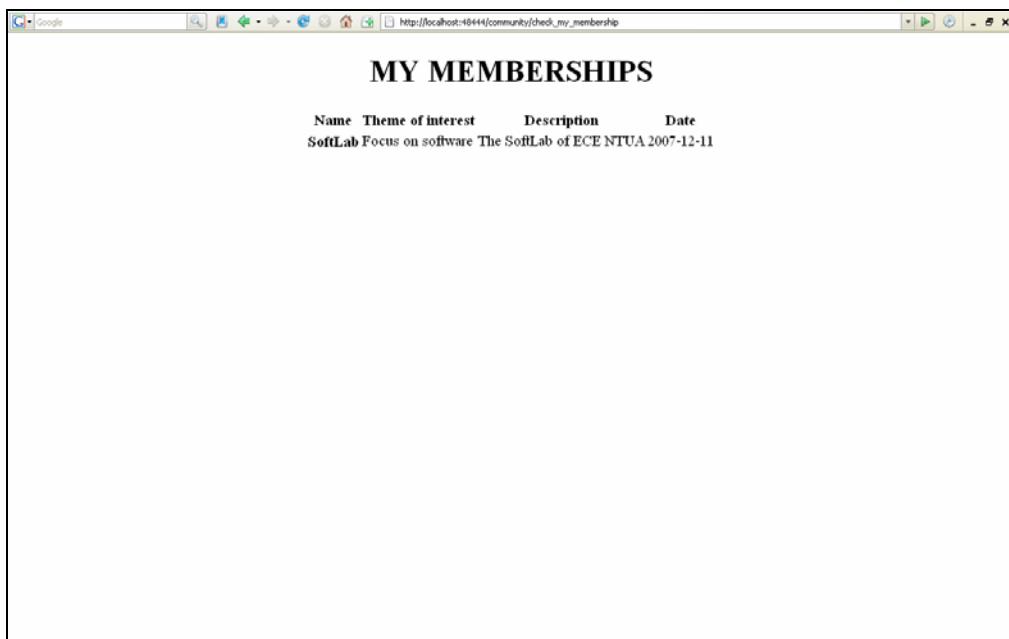 Google http://localhost:48444/community/check_my_membership
MY MEMBERSHIPS
Name Theme of interest Description Date
SoftLab Focus on software The SoftLab of ECE NTUA 2007-12-11